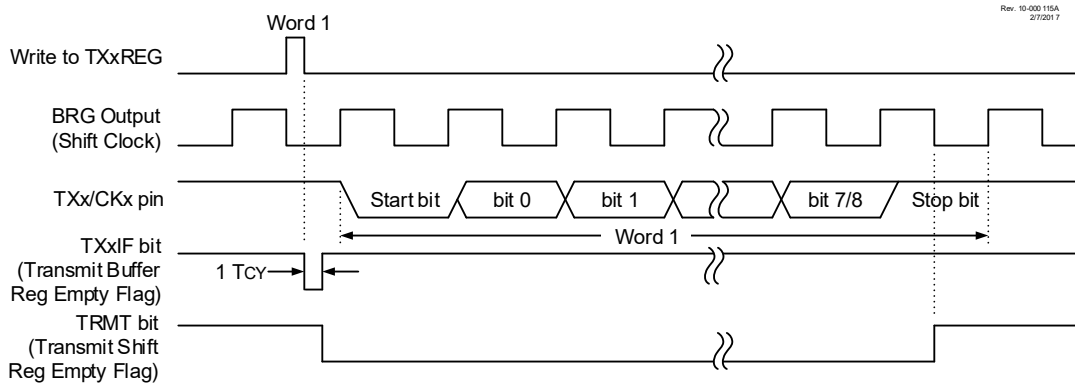 Rev. 10-000 115A
2/7/201 7
Word 1
Write to TXxREG
BRG Output
(Shift Clock)
TXx/CKx pin
Start bit
bit 0
bit 1
bit 7/8
Stop bit
Word 1
TXxIF bit
(Transmit Buffer
Reg Empty Flag)
1 TCY
TRMT bit
(Transmit Shift
Reg Empty Flag)